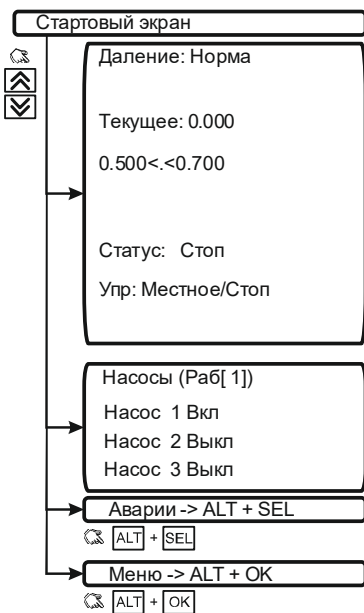 Стартовый экран
Даление: Норма
Текущее: 0.000
0.500<.<0.700
Статус: Стоп
Упр: Местное/Стоп
Насосы (Раб[ 1])
Насос 1 Вкл
Насос 2 Выкл
Насос 3 Выкл
Аварии -> ALT + SEL
ALT + SEL
Меню -> ALT + OK
ALT + OK